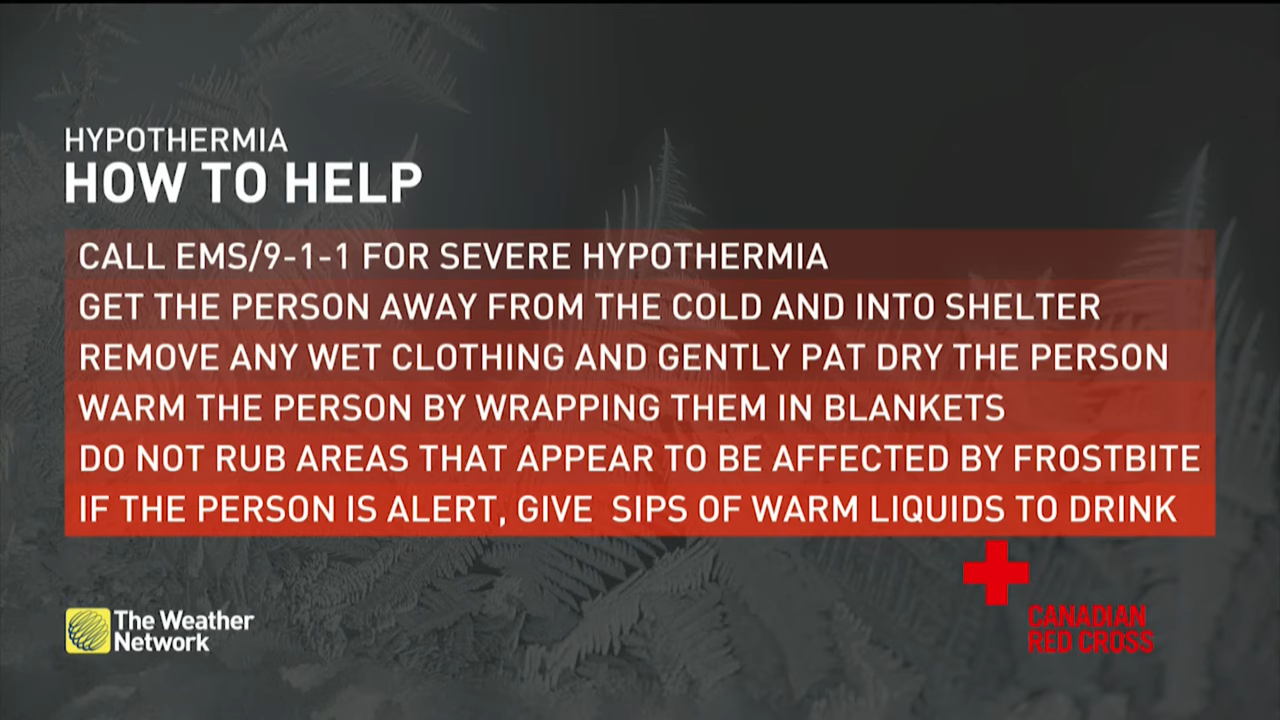 HYPOTHERMIA
HOW TO HELP
CALL EMS/9-1-1 FOR SEVERE HYPOTHERMIA
GET THE PERSON AWAY FROM THE COLD AND INTO SHELTER
REMOVE ANY WET CLOTHING AND GENTLY PAT DRY THE PERSON
WARM THE PERSON BY WRAPPING THEM IN BLANKETS
DO NOT RUB AREAS THAT APPEAR TO BE AFFECTED BY FROSTBITE
IF THE PERSON IS ALERT, GIVE  SIPS OF WARM LIQUIDS TO DRINK
The Weather
Network
CANADIAN
RED CROSS